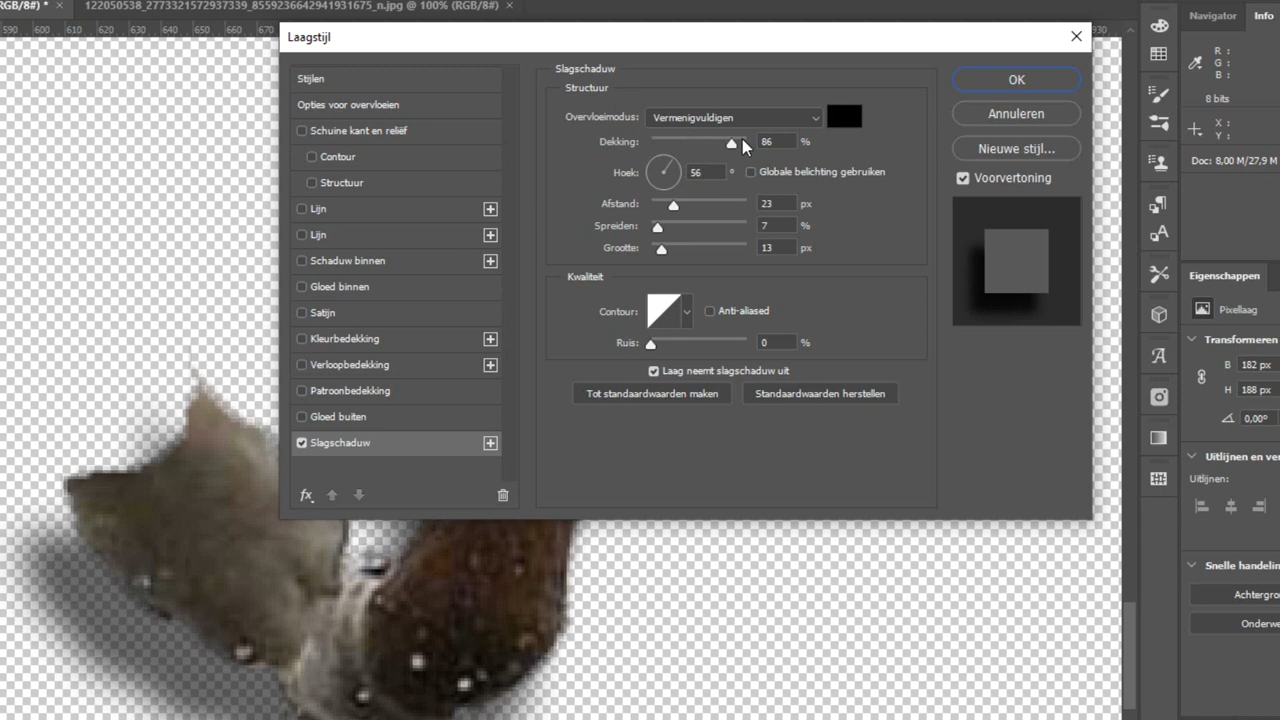 (RGB/8#) *
122050538_2773321572937339_8559236642941931675_n.jpg @ 100% (RGB/8#)
590 600 610 620 630 640 650 660 670 930
Laagstijl
Stijlen
Opties voor overvloeien
Schuine kant en reliëf
Contour
Structuur
Lijn
Lijn
Schaduw binnen
Gloed binnen
Satijn
Kleurbedekking
Verloopbedekking
Patroonbedekking
Gloed buiten
Slagschaduw
fx
Slagschaduw
Structuur
Overvloeimodus: Vermenigvuldigen
Dekking: 86 %
Hoek: 56 ° Globale belichting gebruiken
Afstand: 23 px
Spreiden: 7 %
Grootte: 13 px
Kwaliteit
Contour: Anti-aliased
Ruis: 0 %
Laag neemt slagschaduw uit
Tot standaardwaarden maken Standaardwaarden herstellen
OK
Annuleren
Nieuwe stijl...
Voorvertoning
Navigator Info
R :
G :
B :
8 bits
X :
Y :
Doc: 8,00 M/27,9 M
Eigenschappen
Pixellaag
Transformeren
B 182 px
H 188 px
0,00°
Uitlijnen en ve
Uitlijnen:
Snelle handelin
Achtergro
Onderwe